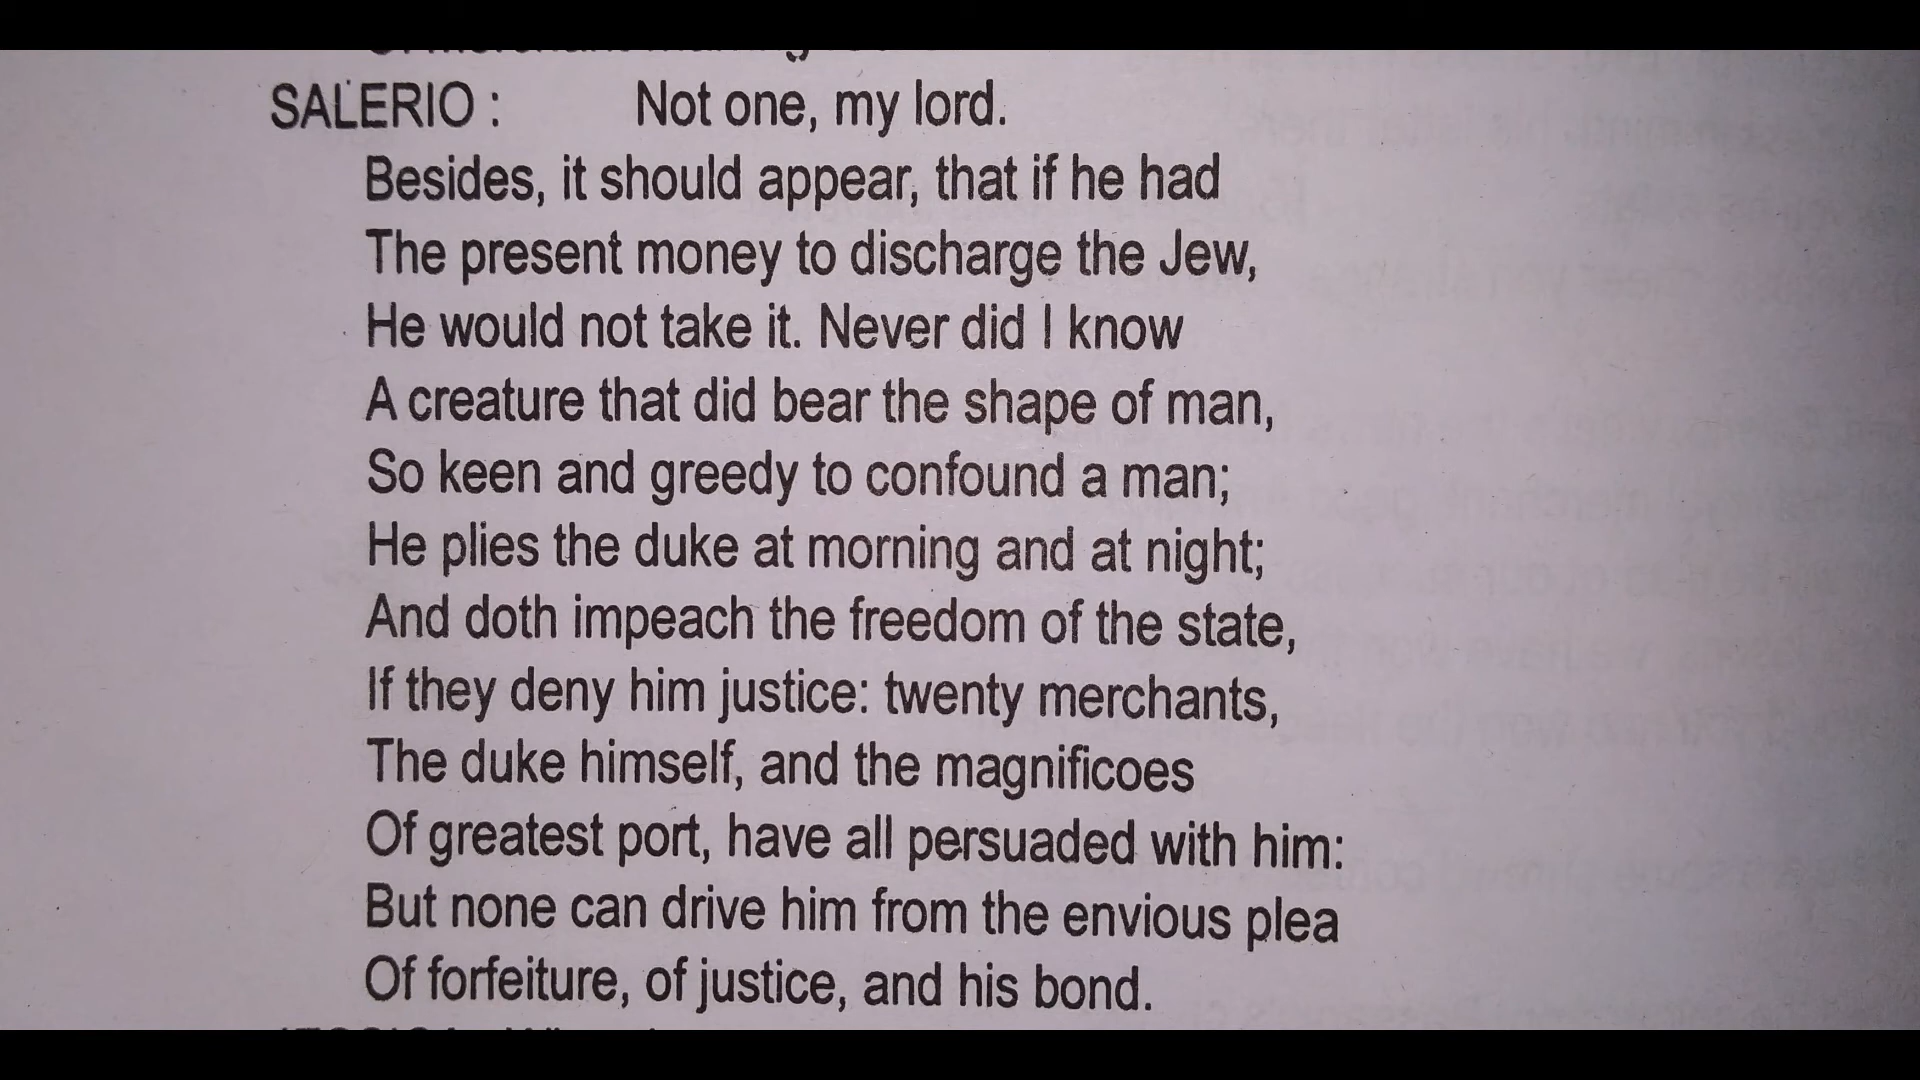 SALERIO : Not one, my lord.
Besides, it should appear, that if he had
The present money to discharge the Jew,
He would not take it. Never did I know
A creature that did bear the shape of man,
So keen and greedy to confound a man;
He plies the duke at morning and at night;
And doth impeach the freedom of the state,
If they deny him justice: twenty merchants,
The duke himself, and the magnificoes
Of greatest port, have all persuaded with him:
But none can drive him from the envious plea
Of forfeiture, of justice, and his bond.